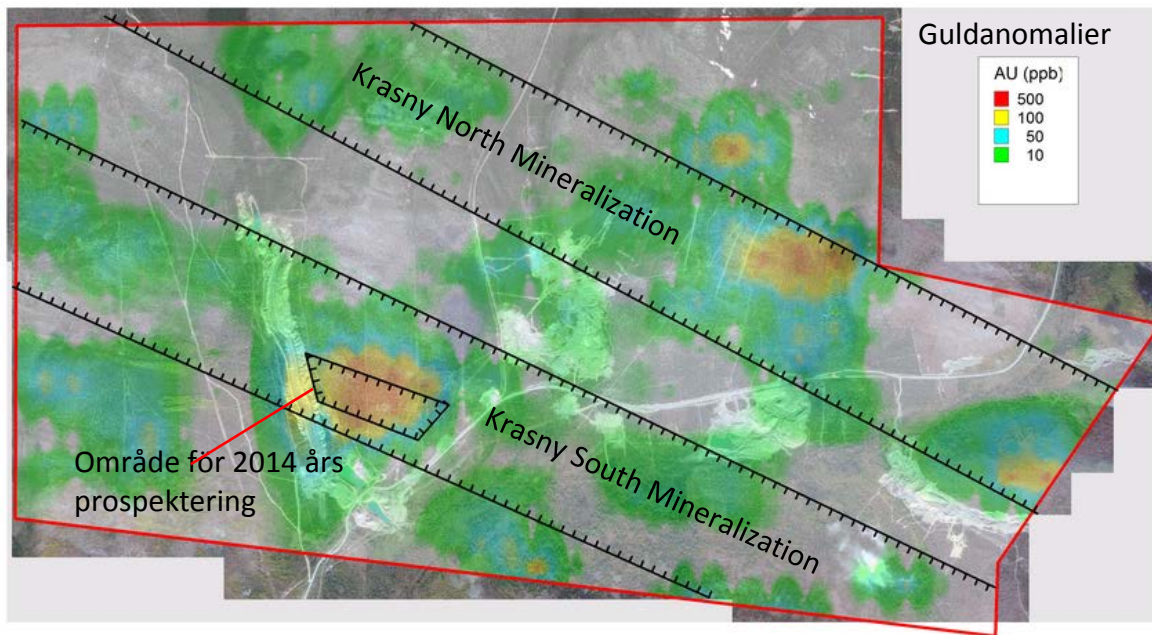 Guldanomalier
AU (ppb)
500
100
50
10
Krasny North Mineralization
Krasny South Mineralization
Område för 2014 års
prospektering